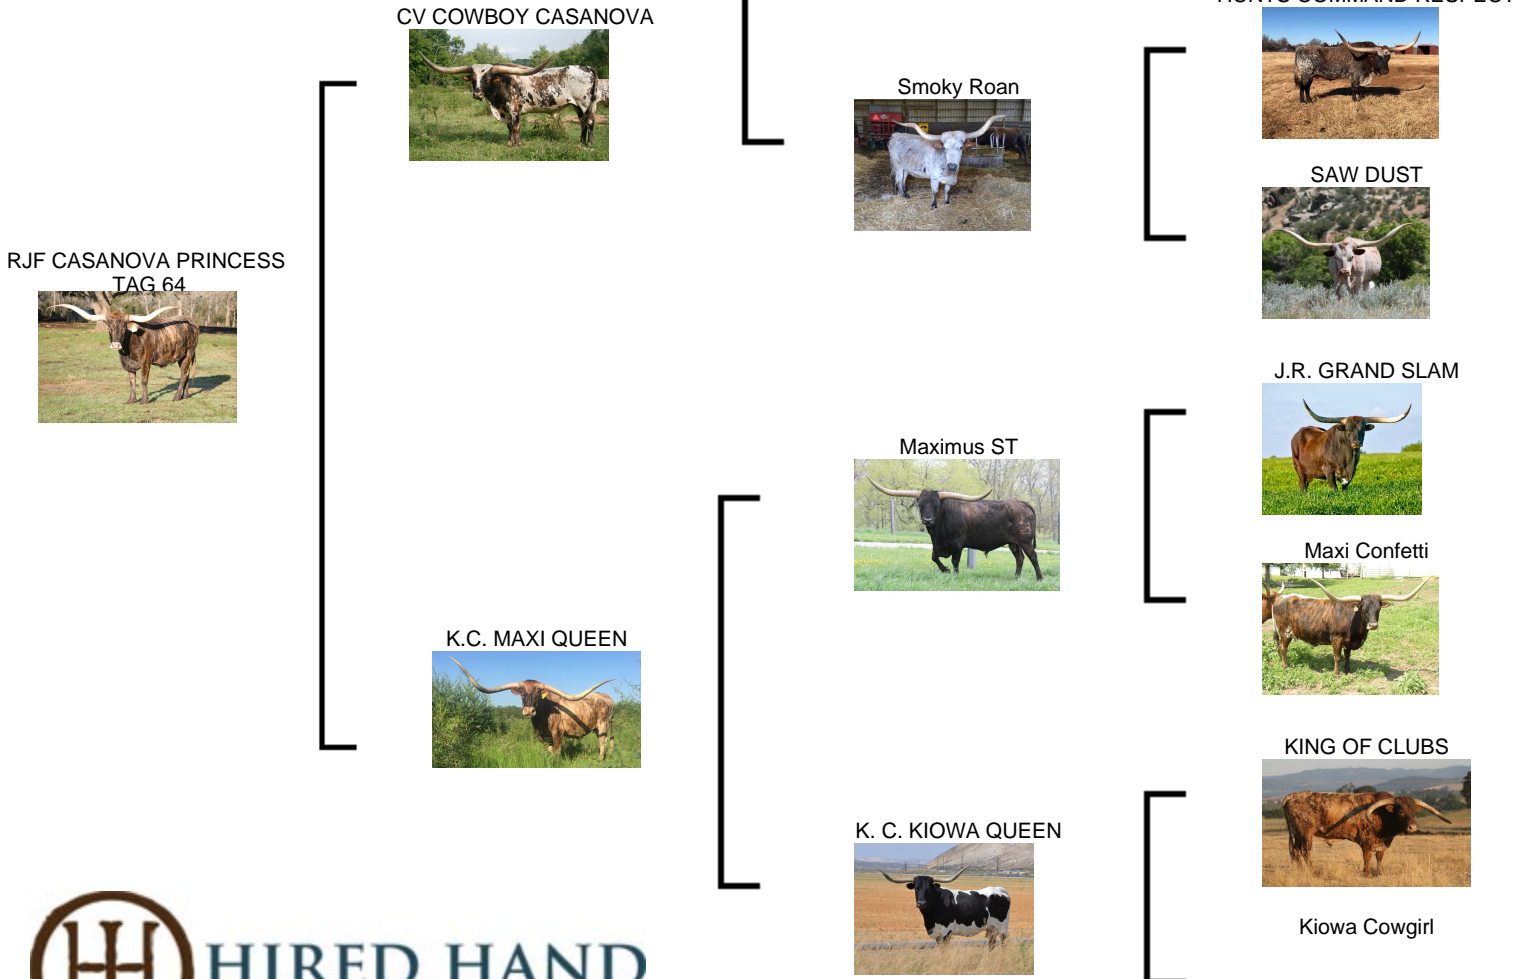 CV COWBOY CASANOVA
Smoky Roan
SAW DUST
RJF CASANOVA PRINCESS
TAG 64
J.R. GRAND SLAM
Maximus ST
Maxi Confetti
K.C. MAXI QUEEN
KING OF CLUBS
K. C. KIOWA QUEEN
Kiowa Cowgirl
HIRED HAND